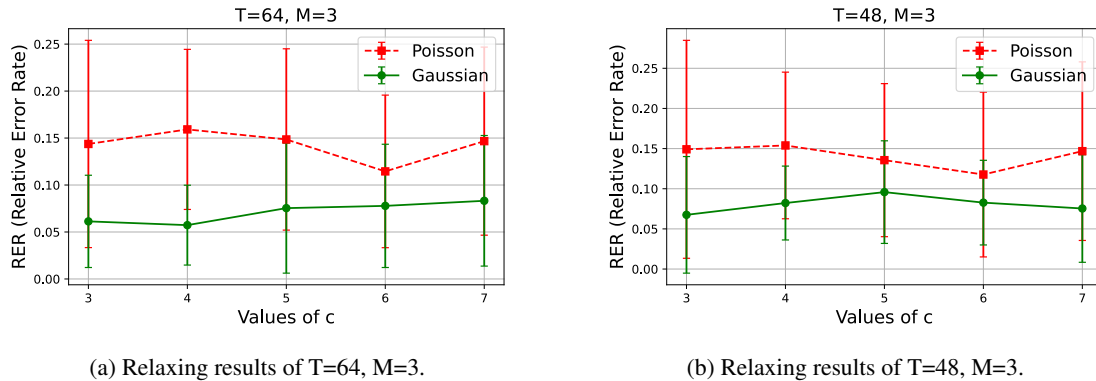 T=64, M=3
RER (Relative Error Rate)
0.25
0.20
0.15
0.10
0.05
0.00
Poisson
Gaussian
3 4 5 6 7
Values of c
(a) Relaxing results of T=64, M=3.
T=48, M=3
RER (Relative Error Rate)
0.25
0.20
0.15
0.10
0.05
0.00
Poisson
Gaussian
3 4 5 6 7
Values of c
(b) Relaxing results of T=48, M=3.